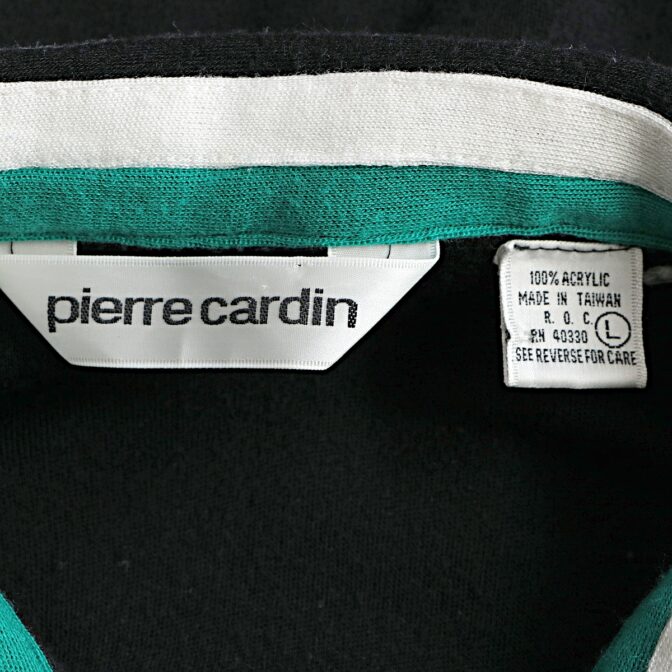 pierre cardin
100% ACRYLIC
MADE IN TAIWAN
R. O. C.
RN 40330 L
SEE REVERSE FOR CARE